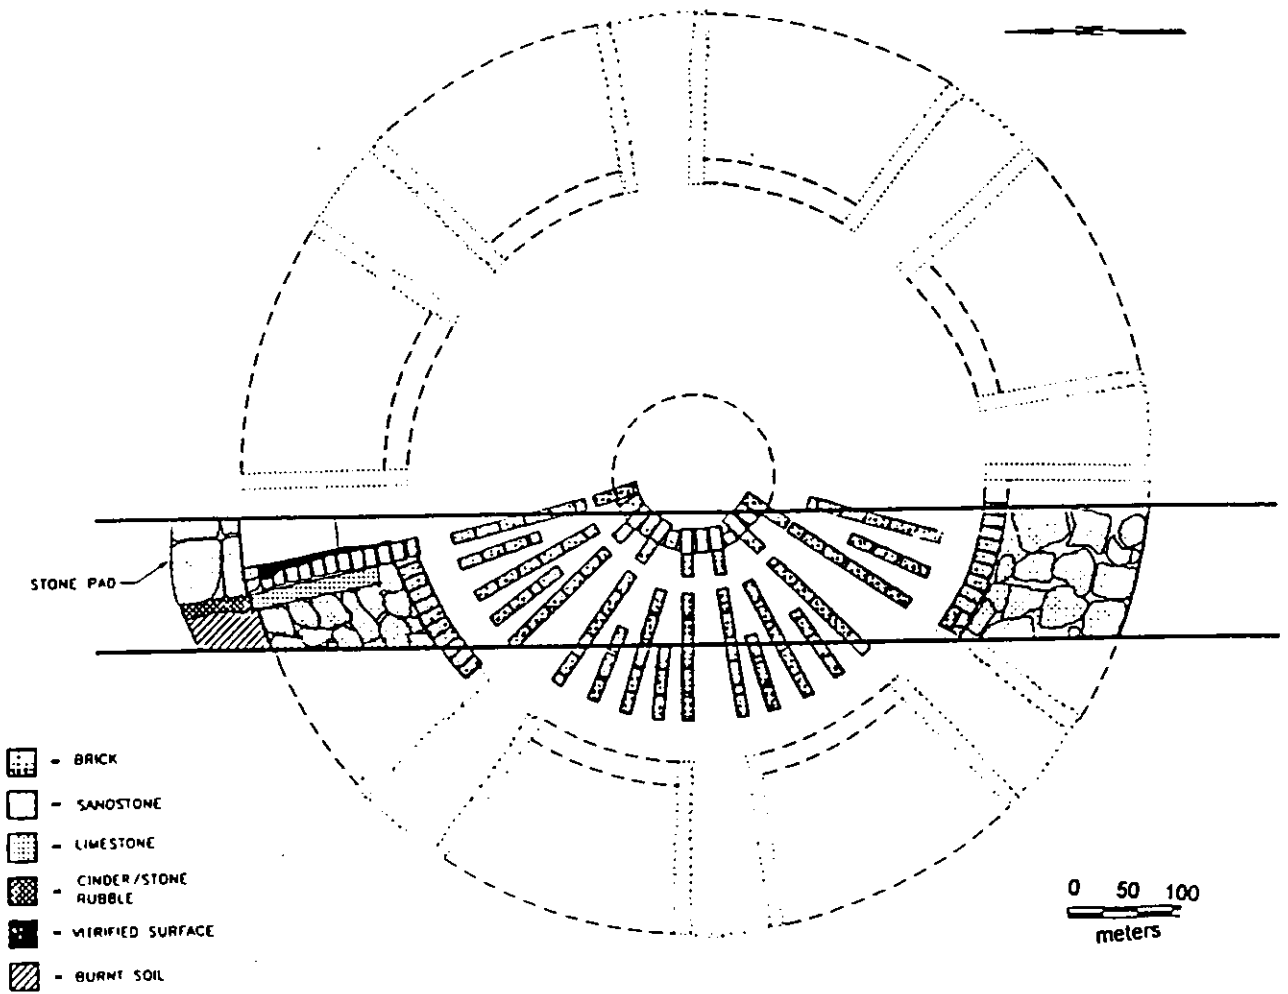 STONE PAD
- BRICK
- SANDSTONE
- LIMESTONE
- CINDER/STONE
RUBBLE
- VITRIFIED SURFACE
- BURNT SOIL
0 50 100
meters